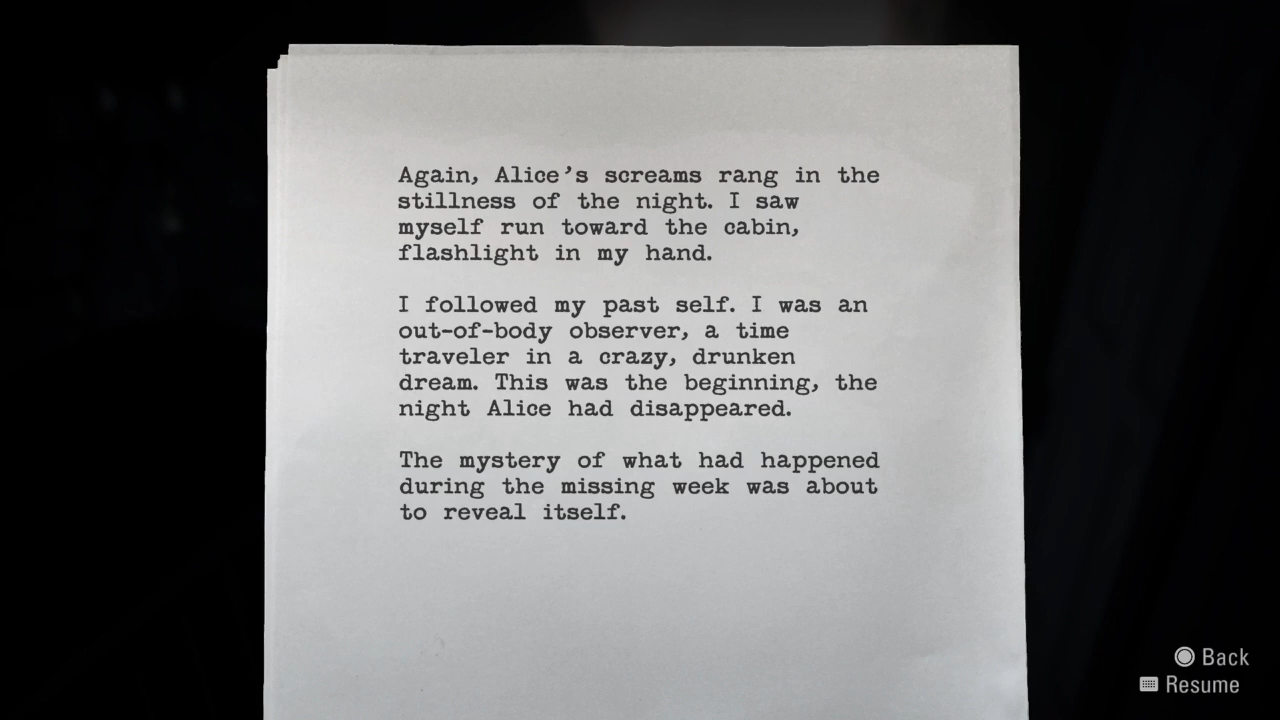 Again, Alice’s screams rang in the
stillness of the night. I saw
myself run toward the cabin,
flashlight in my hand.
I followed my past self. I was an
out-of-body observer, a time
traveler in a crazy, drunken
dream. This was the beginning, the
night Alice had disappeared.
The mystery of what had happened
during the missing week was about
to reveal itself.
Back
Resume